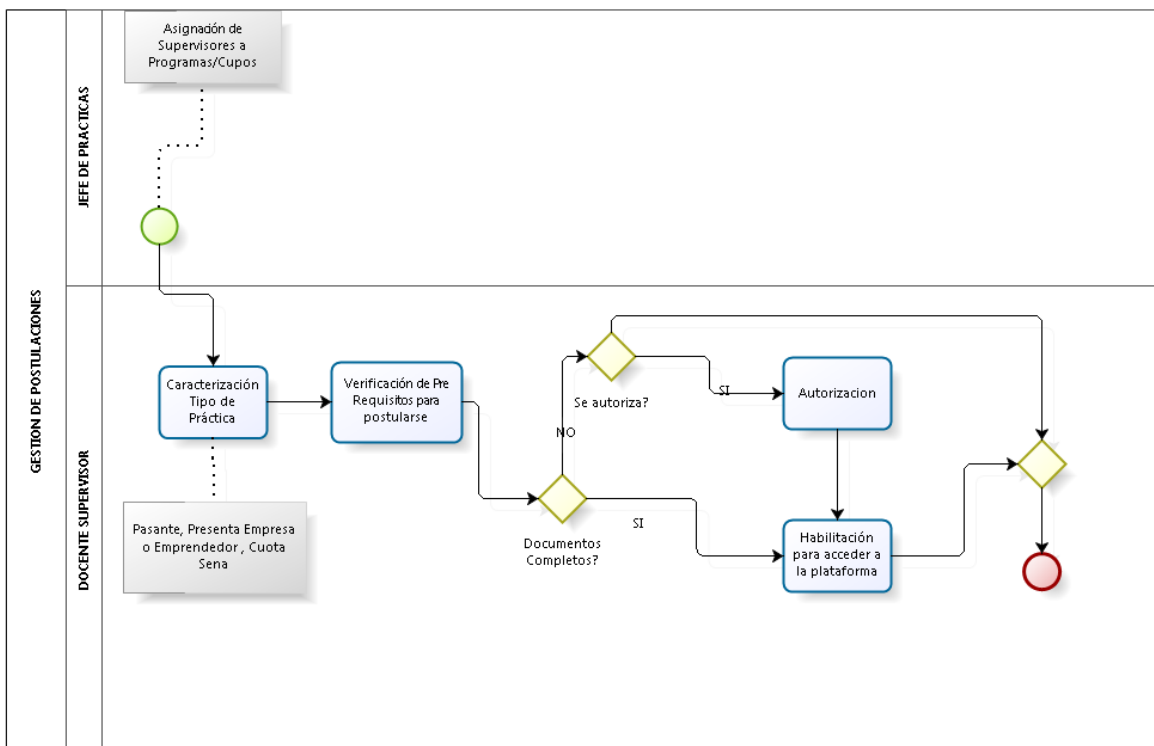 GESTION DE POSTULACIONES
JEFE DE PRACTICAS
Asignación de
Supervisores a
Programas/Cupos
DOCENTE SUPERVISOR
Caracterización
Tipo de
Práctica
Verificación de Pre
Requisitos para
postularse
Se autoriza?
SI
Autorizacion
NO
Pasante, Presenta Empresa
o Emprendedor , Cuota
Sena
Documentos
Completos?
SI
Habilitación
para acceder a
la plataforma